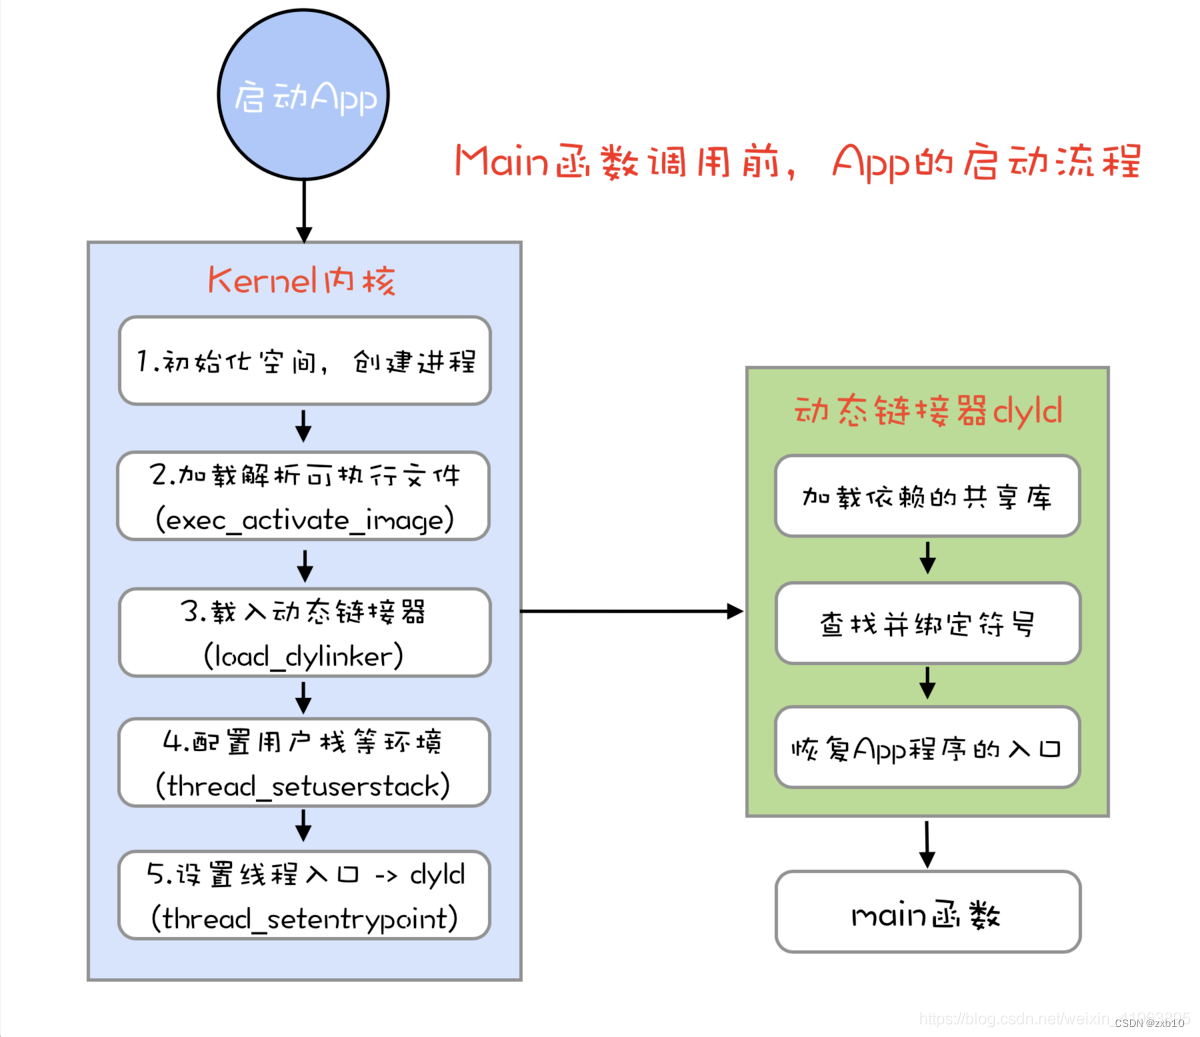 启动App
Main函数调用前，App的启动流程
Kernel内核
1.初始化空间，创建进程
2.加载解析可执行文件
(exec_activate_image)
3.载入动态链接器
(load_dylinker)
4.配置用户栈等环境
(thread_setuserstack)
5.设置线程入口 -> dyld
(thread_setentrypoint)
动态链接器dyld
加载依赖的共享库
查找并绑定符号
恢复App程序的入口
main函数
https://blog.csdn.net/weixin_
CSDN @zxb10